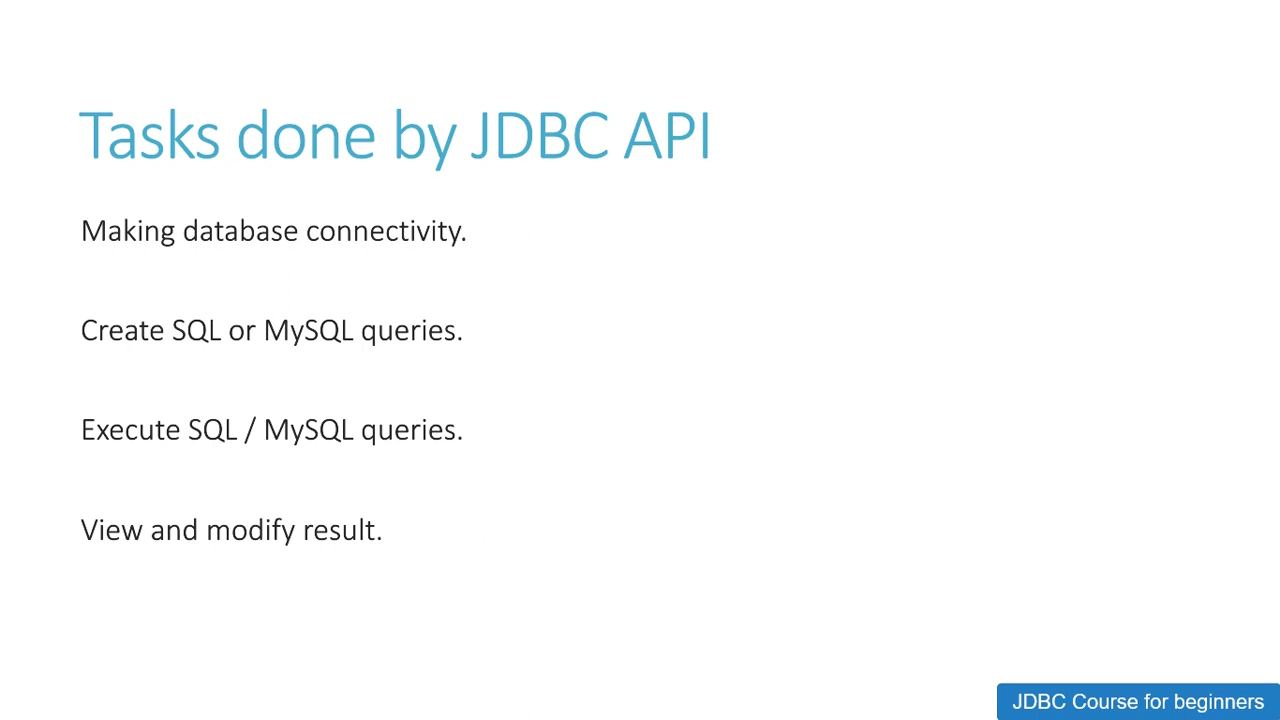 Tasks done by JDBC API
Making database connectivity.
Create SQL or MySQL queries.
Execute SQL / MySQL queries.
View and modify result.
JDBC Course for beginners